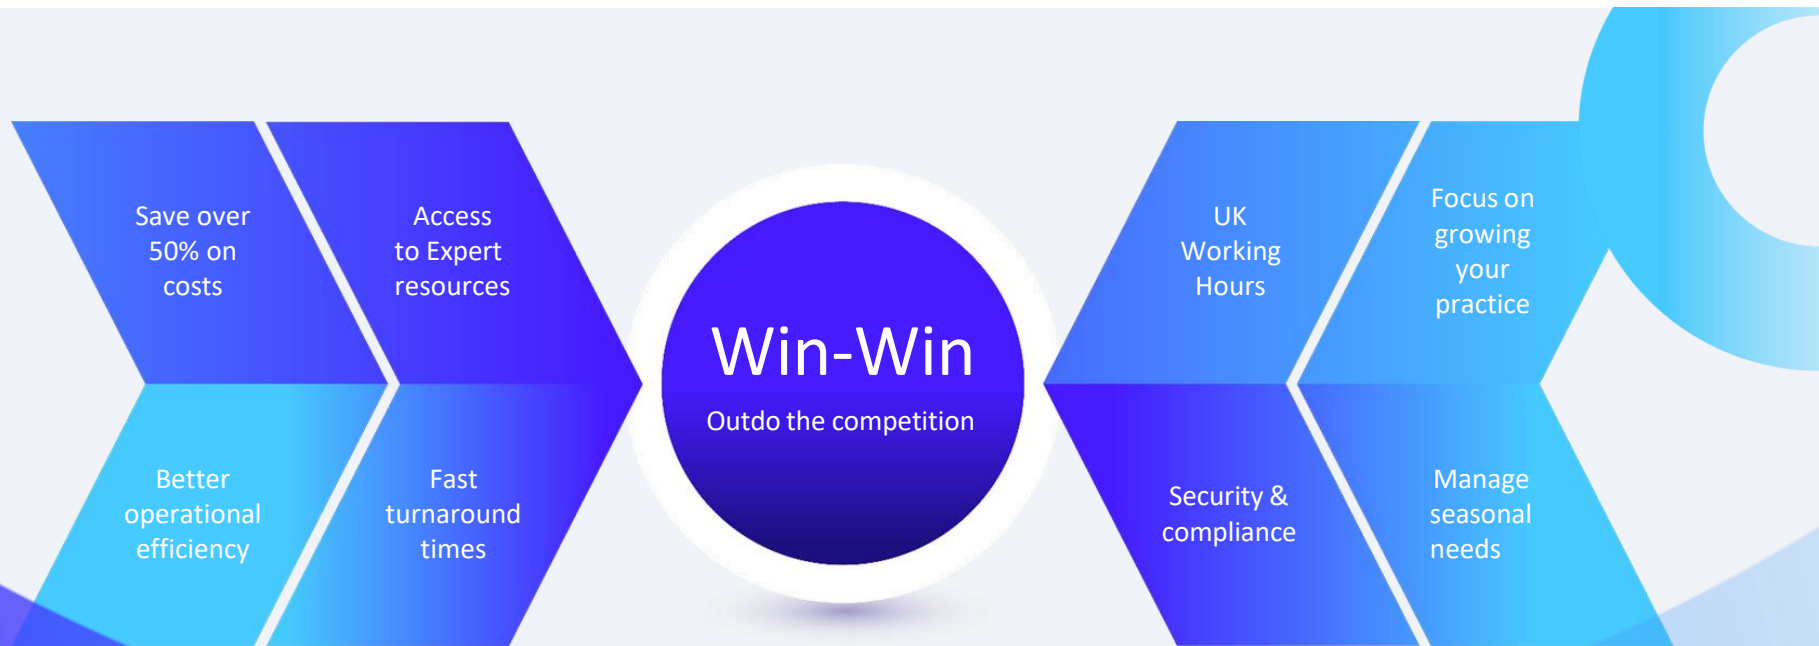 Save over
50% on
costs
Access
to Expert
resources
Better
operational
efficiency
Fast
turnaround
times
Win-Win
Outdo the competition
UK
Working
Hours
Focus on
growing
your
practice
Security &
compliance
Manage
seasonal
needs